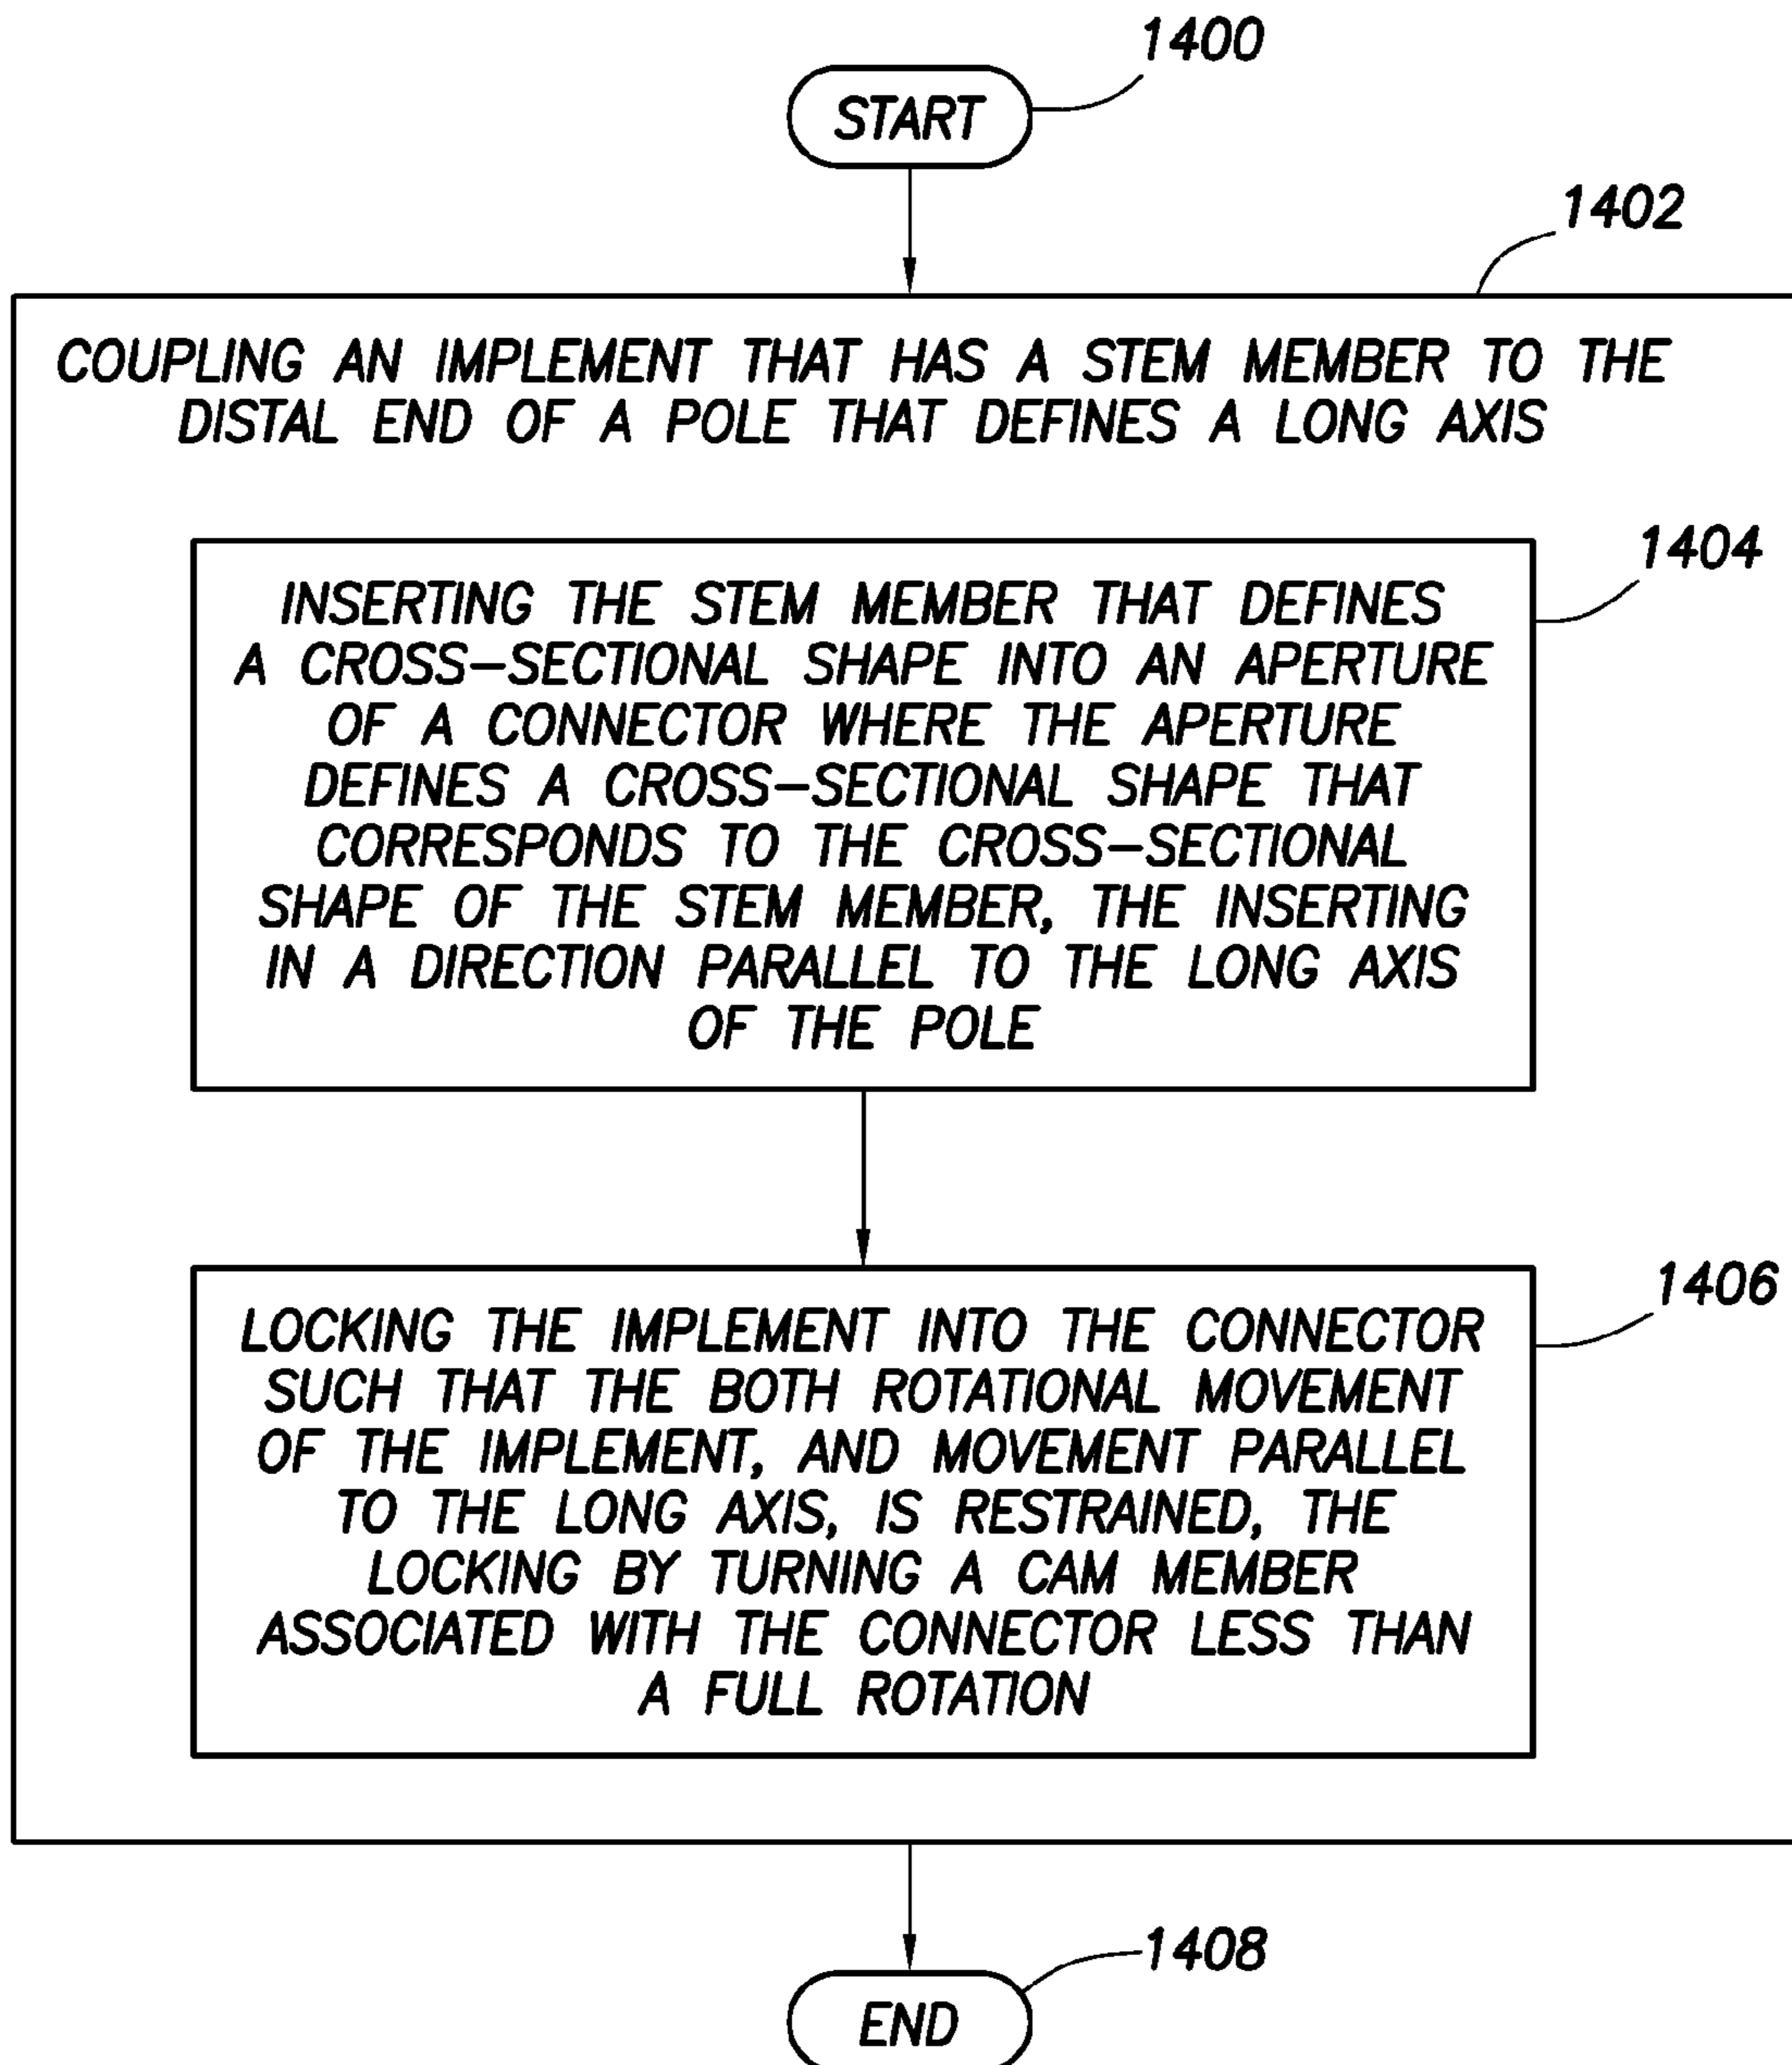 1400
START
1402
COUPLING AN IMPLEMENT THAT HAS A STEM MEMBER TO THE
DISTAL END OF A POLE THAT DEFINES A LONG AXIS
1404
INSERTING THE STEM MEMBER THAT DEFINES
A CROSS-SECTIONAL SHAPE INTO AN APERTURE
OF A CONNECTOR WHERE THE APERTURE
DEFINES A CROSS-SECTIONAL SHAPE THAT
CORRESPONDS TO THE CROSS-SECTIONAL
SHAPE OF THE STEM MEMBER, THE INSERTING
IN A DIRECTION PARALLEL TO THE LONG AXIS
OF THE POLE
1406
LOCKING THE IMPLEMENT INTO THE CONNECTOR
SUCH THAT THE BOTH ROTATIONAL MOVEMENT
OF THE IMPLEMENT, AND MOVEMENT PARALLEL
TO THE LONG AXIS, IS RESTRAINED, THE
LOCKING BY TURNING A CAM MEMBER
ASSOCIATED WITH THE CONNECTOR LESS THAN
A FULL ROTATION
1408
END